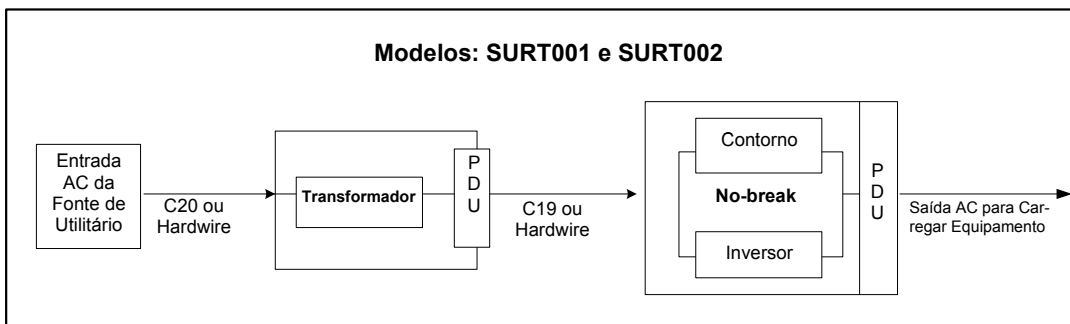 Modelos: SURT001 e SURT002
Entrada
AC da
Fonte de
Utilitário
C20 ou
Hardwire
Transformador
P
D
U
C19 ou
Hardwire
Contorno
No-break
Inversor
P
D
U
Saída AC para Car-
regar Equipamento